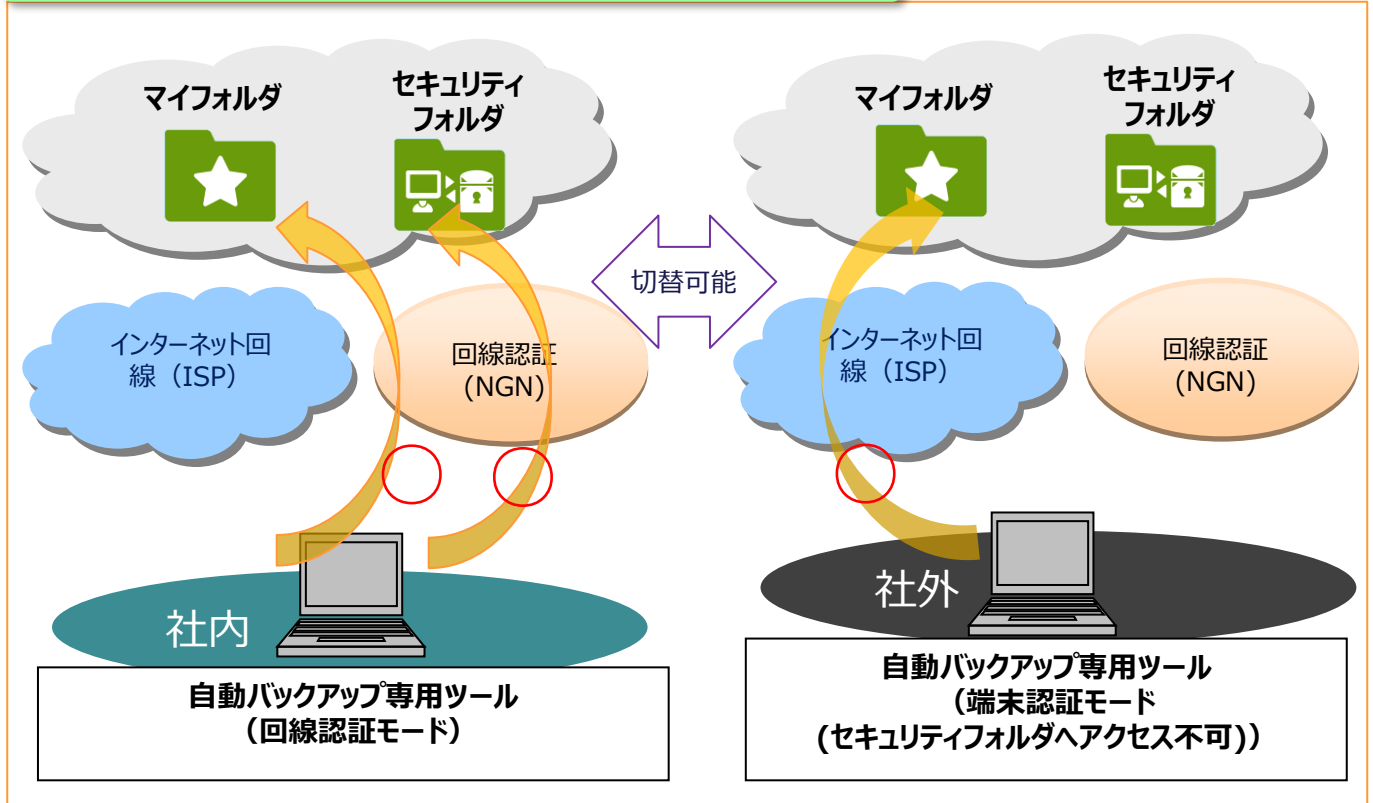 マイフォルダ
セキュリティ
フォルダ
マイフォルダ
セキュリティ
フォルダ
切替可能
インターネット回
線（ISP）
回線認証
(NGN)
インターネット回
線（ISP）
回線認証
(NGN)
社内
社外
自動バックアップ専用ツール
（回線認証モード）
自動バックアップ専用ツール
（端末認証モード
(セキュリティフォルダへアクセス不可)）